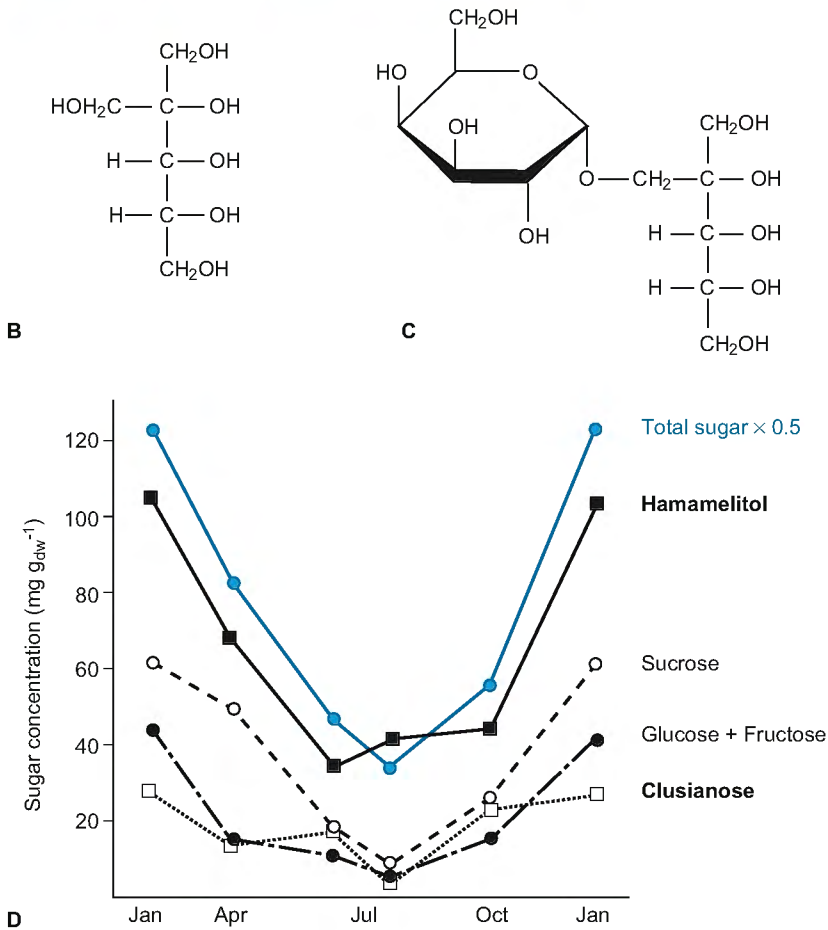 CH2OH
HOH2C — C — OH
H — C — OH
H — C — OH
CH2OH
B
CH2OH
HO
O
OH
OH
O — CH2 — C — OH
CH2OH
H — C — OH
H — C — OH
CH2OH
C
Sugar concentration (mg gdw-1)
120
100
80
60
40
20
Total sugar × 0.5
Hamamelitol
Sucrose
Glucose + Fructose
Clusianose
Jan Apr Jul Oct Jan
D